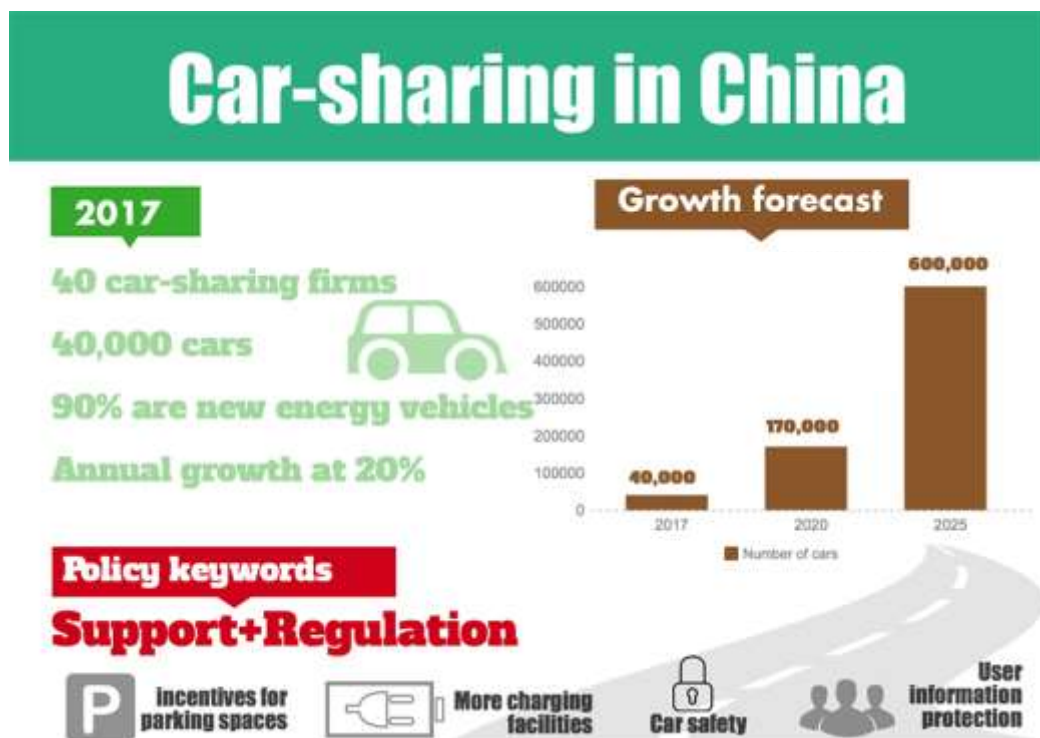 Car-sharing in China
2017
40 car-sharing firms
40,000 cars
90% are new energy vehicles
Annual growth at 20%
Growth forecast
600000
500000
400000
300000
200000
100000
0
40,000
170,000
600,000
2017
2020
2025
Number of cars
Policy keywords
Support+Regulation
P
incentives for
parking spaces
More charging
facilities
Car safety
User
information
protection